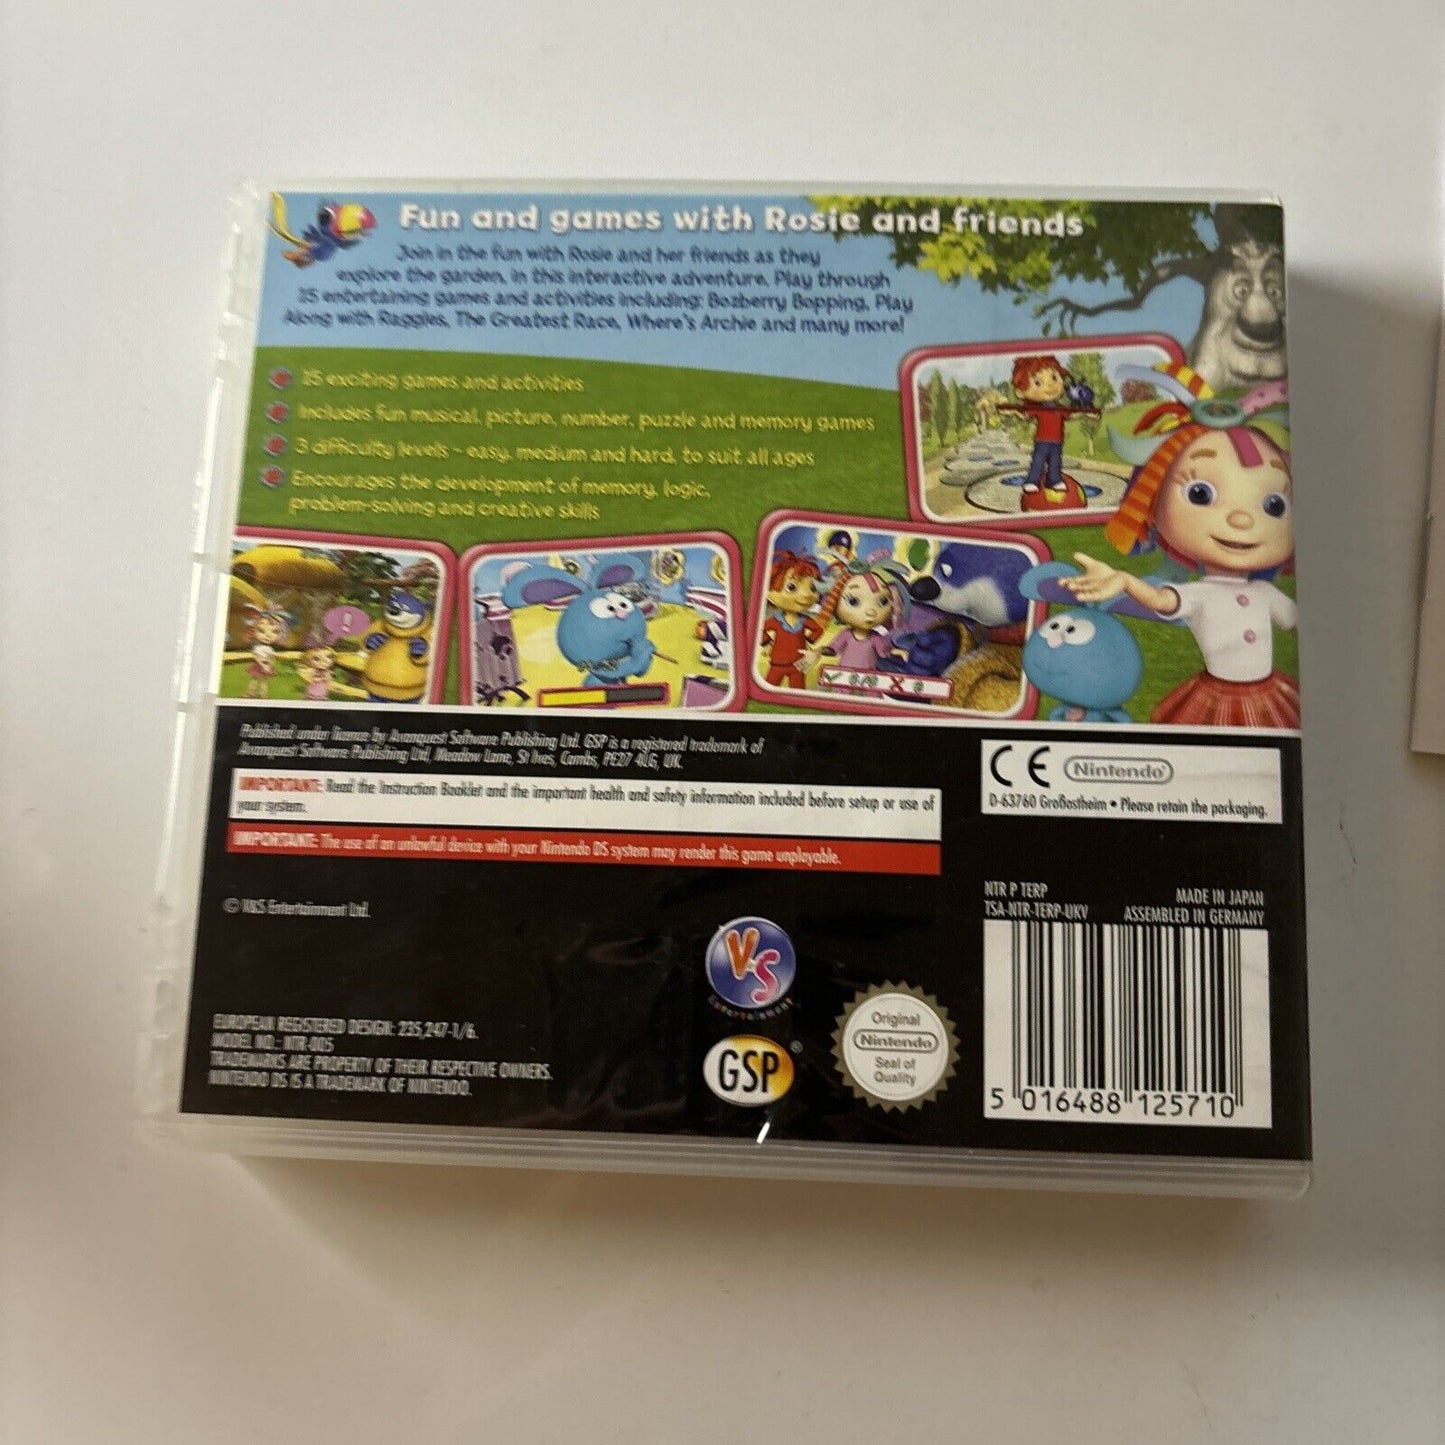 Fun and games with Rosie and friends
Join in the fun with Rosie and her friends as they
explore the garden, in this interactive adventure. Play through
15 entertaining games and activities including: Bozberry Bopping, Play
Along with Raggles, The Greatest Race, Where's Archie and many more!
15 exciting games and activities
Includes fun musical, picture, number, puzzle and memory games
3 difficulty levels - easy, medium and hard, to suit all ages
Encourages the development of memory, logic,
problem-solving and creative skills
!
0/0 0
Published under licence by Avanquest Software Publishing Ltd. GSP is a registered trademark of
Avanquest Software Publishing Ltd, Meadow Lane, St Ives, Cambs, PE27 4LG, UK.
IMPORTANT: Read the Instruction Booklet and the important health and safety information included before setup or use of
your system.
IMPORTANT: The use of an unlawful device with your Nintendo DS system may render this game unplayable.
CE Nintendo®
D-63760 Großostheim • Please retain the packaging.
NTR P TERP
TSA-NTR-TERP-UKV
MADE IN JAPAN
ASSEMBLED IN GERMANY
© V&S Entertainment Ltd.
V&S
Entertainment
GSP®
Original
Nintendo
Seal of
Quality
EUROPEAN REGISTERED DESIGN: 235,247-1/6.
MODEL NO.: NTR-005
TRADEMARKS ARE PROPERTY OF THEIR RESPECTIVE OWNERS.
NINTENDO DS IS A TRADEMARK OF NINTENDO.
5 016488 125710